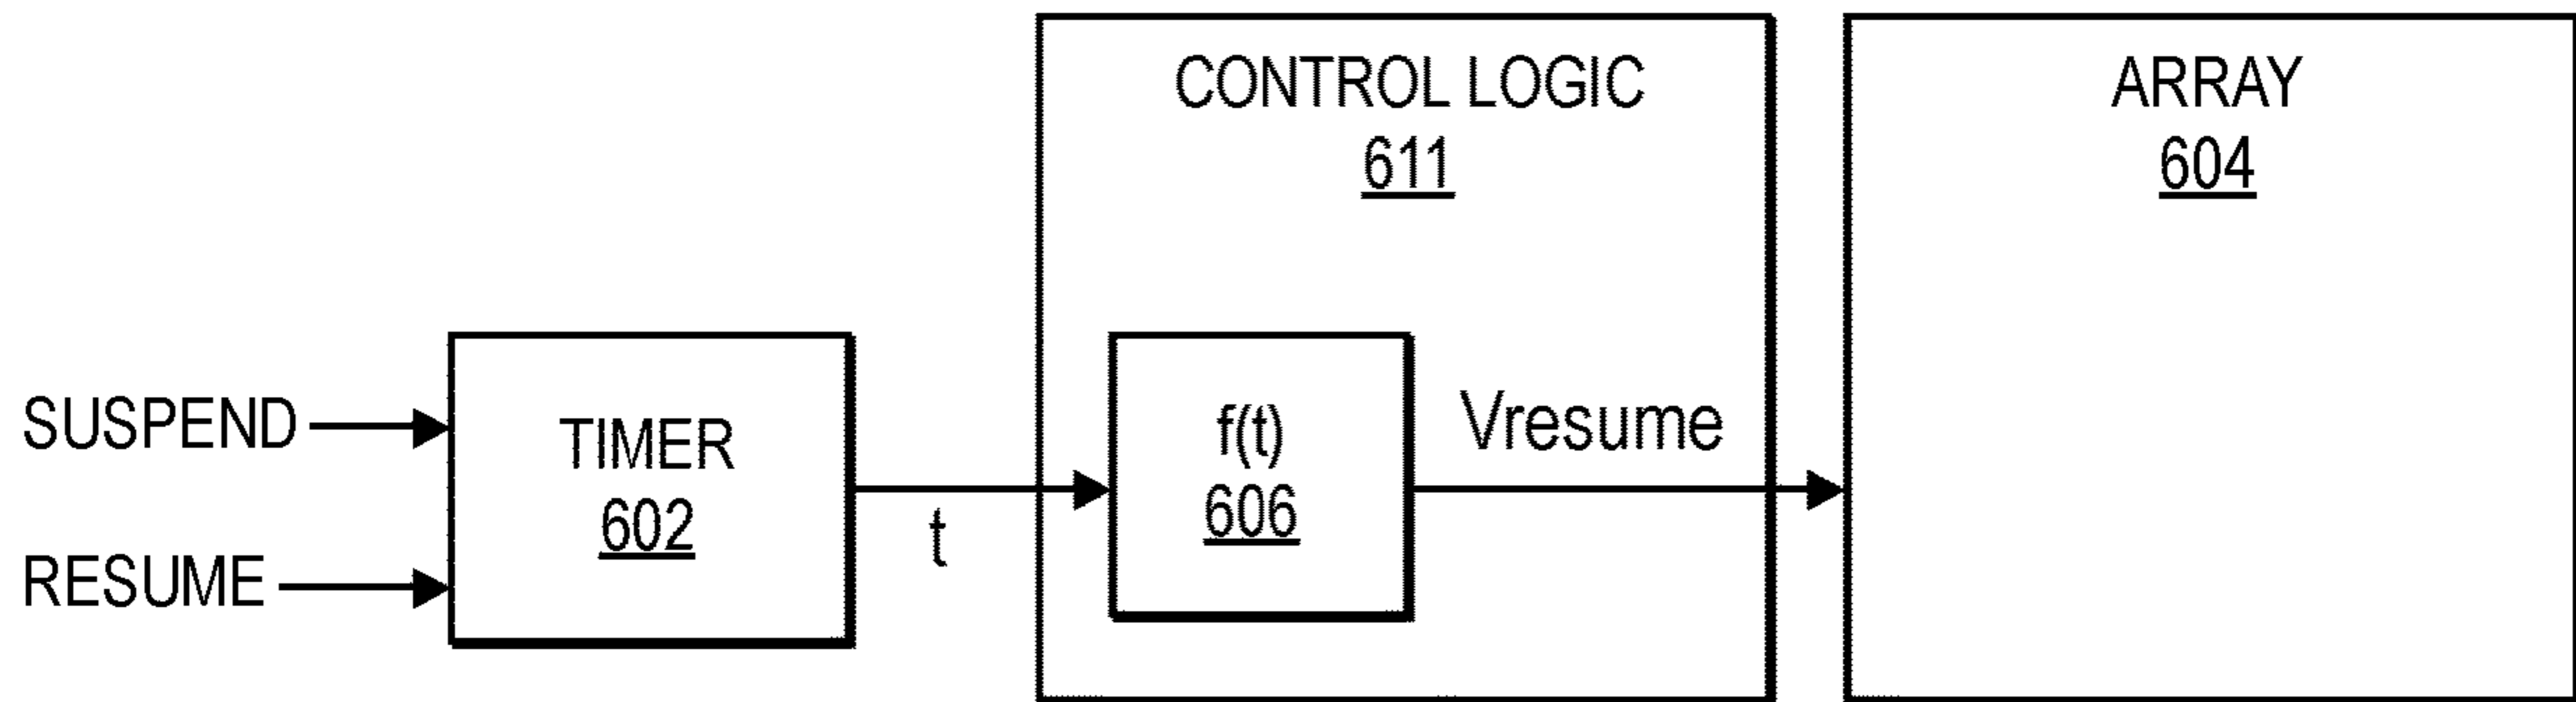 CONTROL LOGIC
611
ARRAY
604
SUSPEND
RESUME
TIMER
602
t
f(t)
606
Vresume